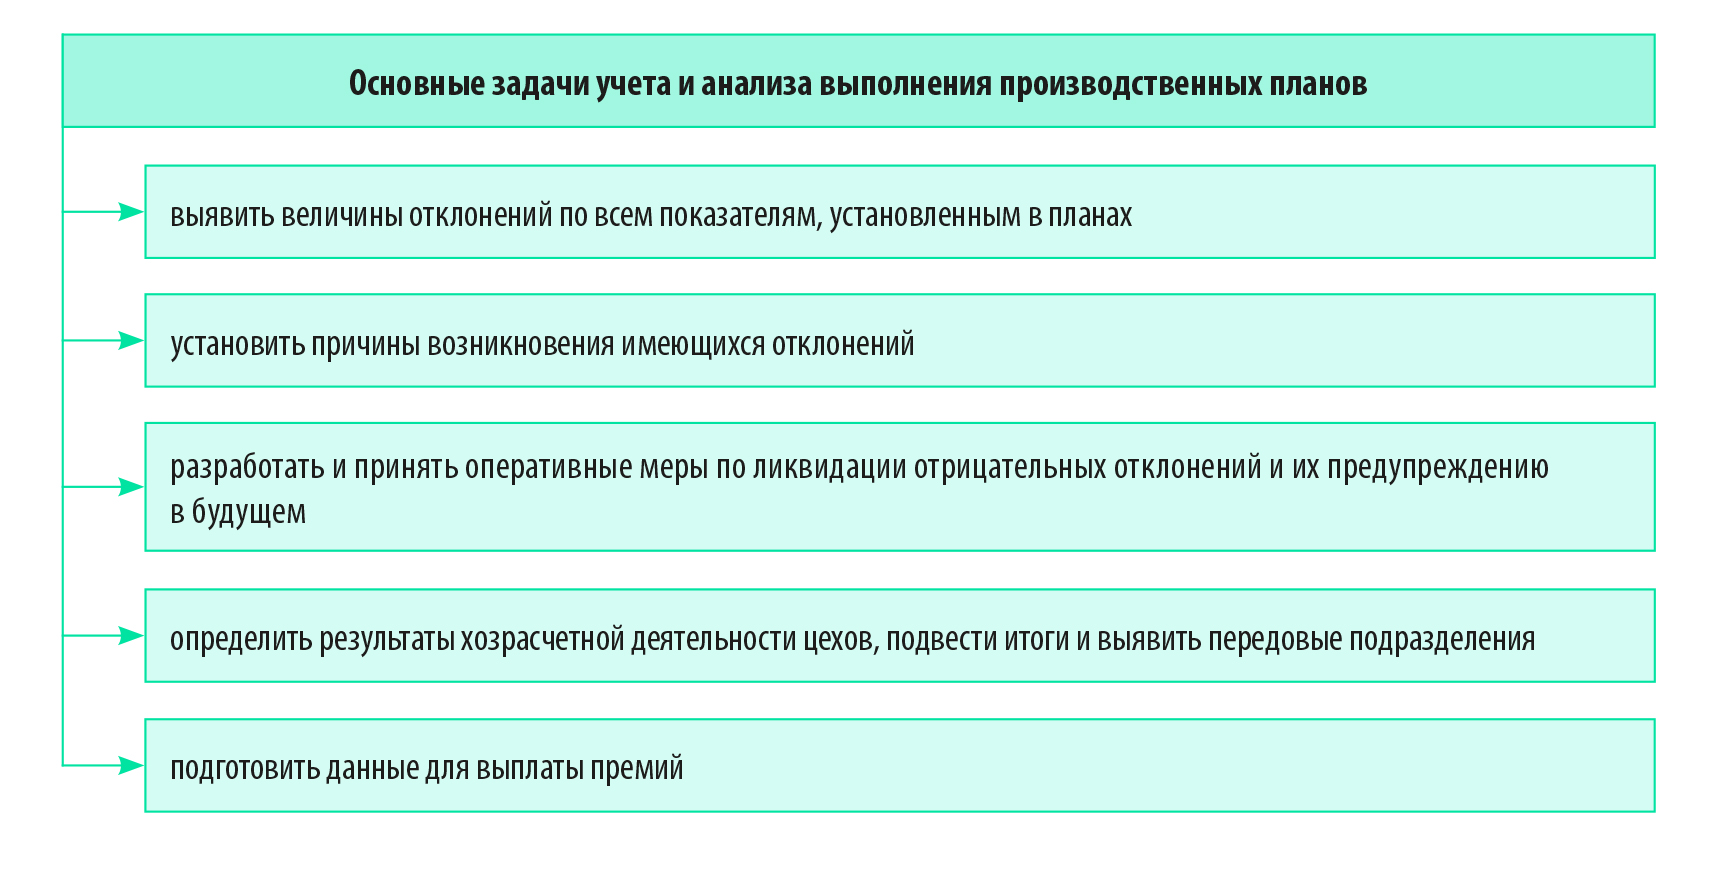 Основные задачи учета и анализа выполнения производственных планов
выявить величины отклонений по всем показателям, установленным в планах
установить причины возникновения имеющихся отклонений
разработать и принять оперативные меры по ликвидации отрицательных отклонений и их предупреждению
в будущем
определить результаты хозрасчетной деятельности цехов, подвести итоги и выявить передовые подразделения
подготовить данные для выплаты премий